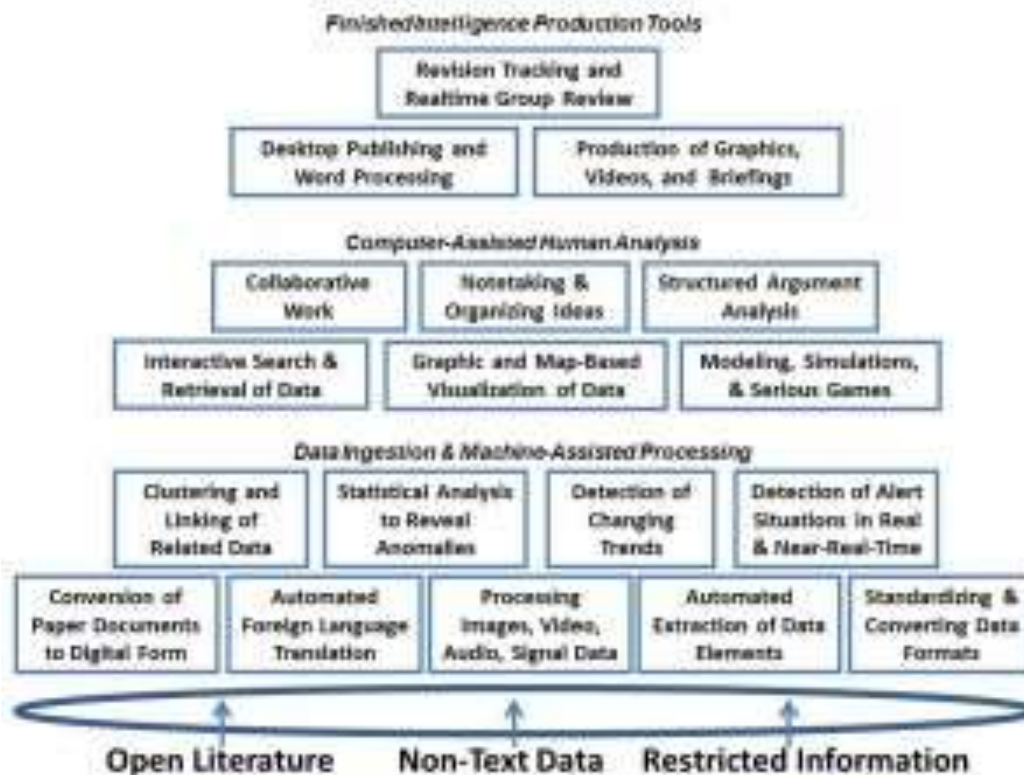 Finished Intelligence Production Tools
Revision Tracking and
Realtime Group Review
Desktop Publishing and
Word Processing
Production of Graphics,
Videos, and Briefings
Computer-Assisted Human Analysis
Collaborative
Work
Notetaking &
Organizing Ideas
Structured Argument
Analysis
Interactive Search &
Retrieval of Data
Graphic and Map-Based
Visualization of Data
Modeling, Simulations,
& Serious Games
Data Ingestion & Machine-Assisted Processing
Clustering and
Linking of
Related Data
Statistical Analysis
to Reveal
Anomalies
Detection of
Changing
Trends
Detection of Alert
Situations in Real
& Near-Real-Time
Conversion of
Paper Documents
to Digital Form
Automated
Foreign Language
Translation
Processing
Images, Video,
Audio, Signal Data
Automated
Extraction of Data
Elements
Standardizing &
Converting Data
Formats
Open Literature
Non-Text Data
Restricted Information